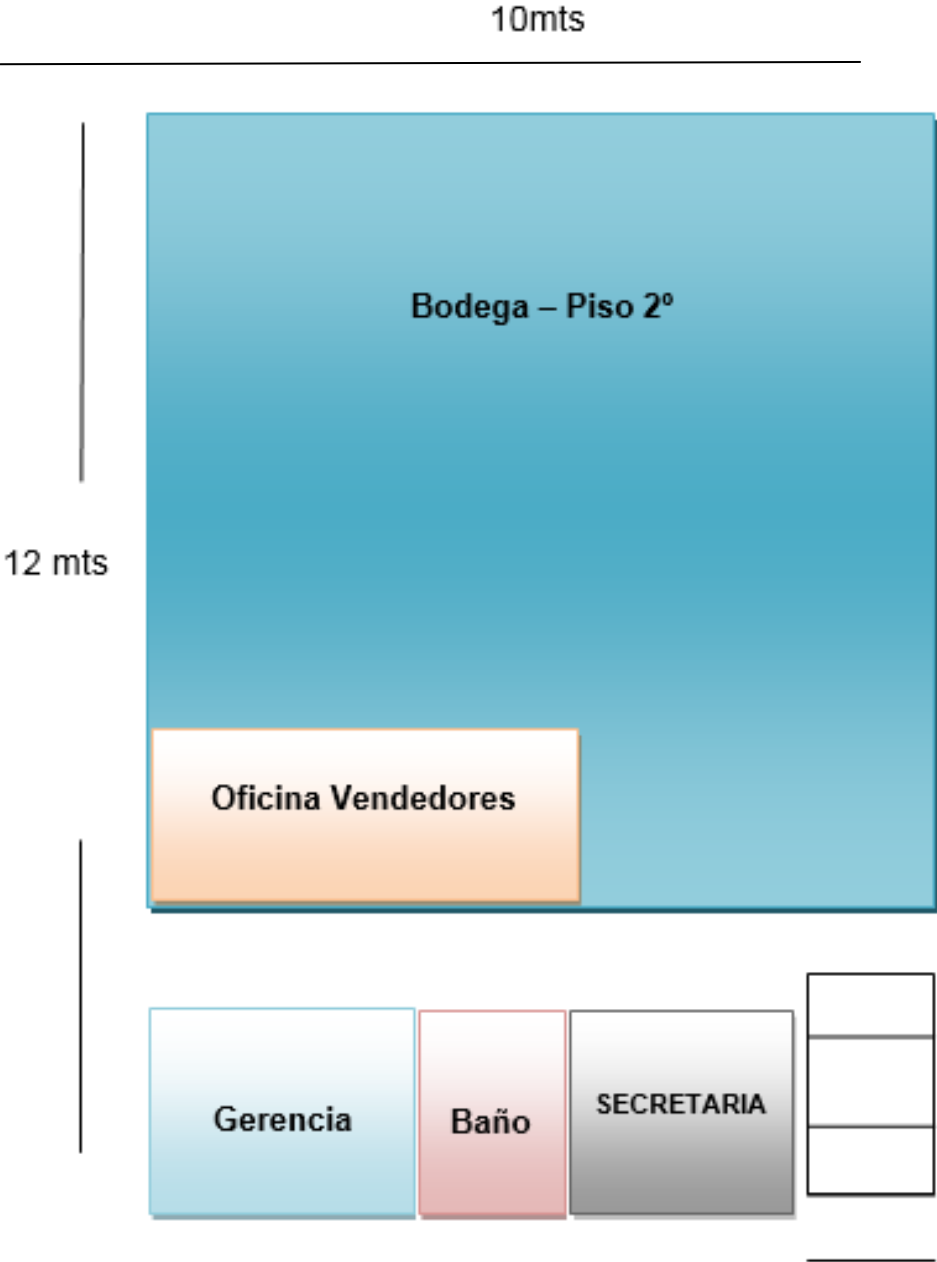 10mts
Bodega – Piso 2º
12 mts
Oficina Vendedores
Gerencia
Baño
SECRETARIA